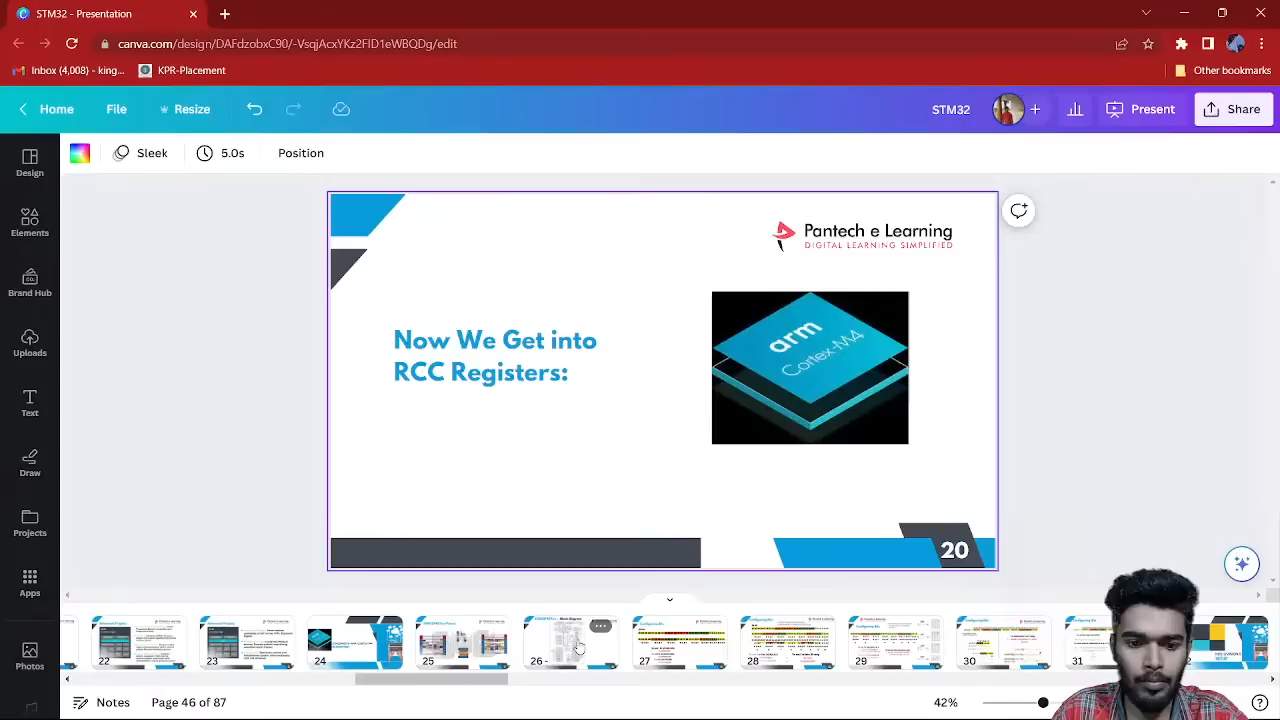 STM32 - Presentation
canva.com/design/DAFdzobxC90/-VsqjAcxYKz2FID1eWBQDg/edit
Inbox (4,008) - king...
KPR-Placement
Other bookmarks
Home
File
Resize
STM32
Present
Share
Sleek
5.0s
Position
Design
Elements
Brand Hub
Uploads
Text
Draw
Projects
Apps
Photos
Pantech e Learning
DIGITAL LEARNING SIMPLIFIED
Now We Get into
RCC Registers:
arm
Cortex-M4
20
22
25
26
27
28
29
30
31
Notes
Page 46 of 87
42%